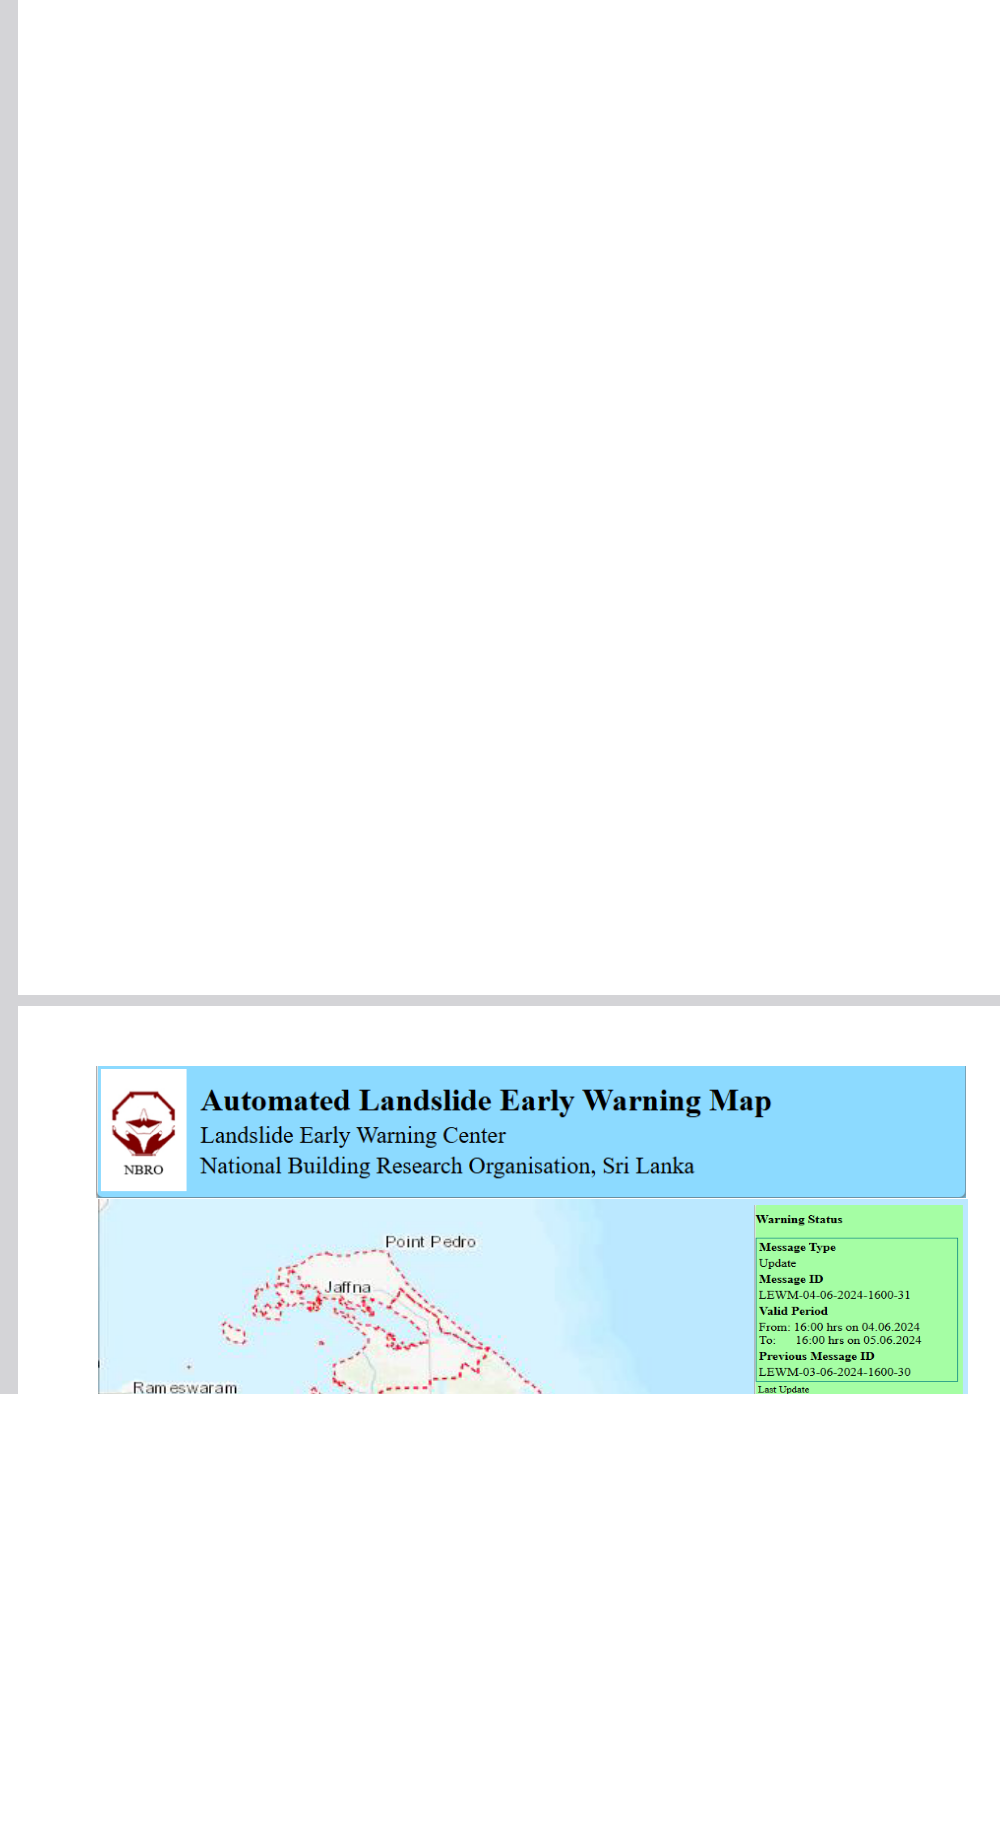 Automated Landslide Early Warning Map
Landslide Early Warning Center
National Building Research Organisation, Sri Lanka
NBRO
Point Pedro
Jaffna
Rameswaram
Warning Status
Message Type
Update
Message ID
LEWM-04-06-2024-1600-31
Valid Period
From: 16:00 hrs on 04.06.2024
To: 16:00 hrs on 05.06.2024
Previous Message ID
LEWM-03-06-2024-1600-30
Last Update